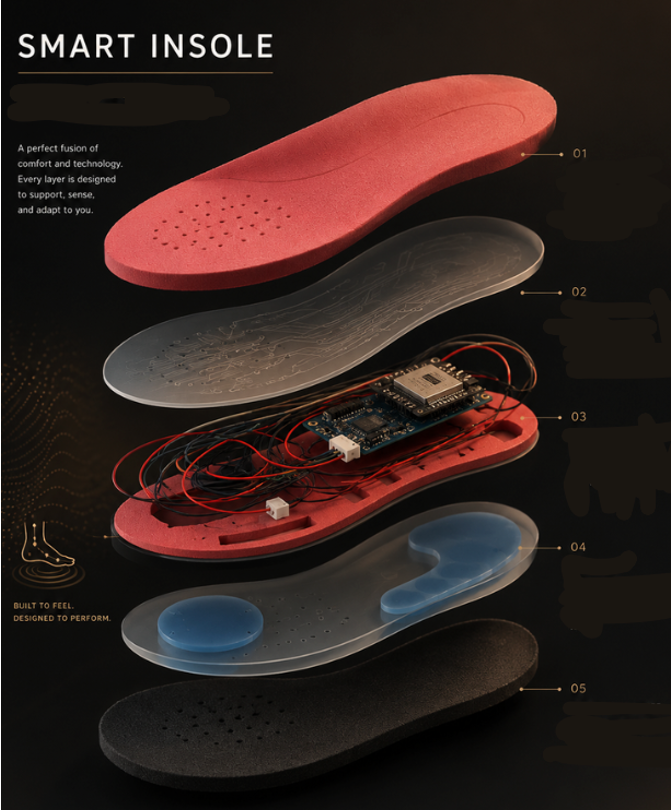 SMART INSOLE
A perfect fusion of
comfort and technology.
Every layer is designed
to support, sense,
and adapt to you.
01
02
03
04
BUILT TO FEEL.
DESIGNED TO PERFORM.
05